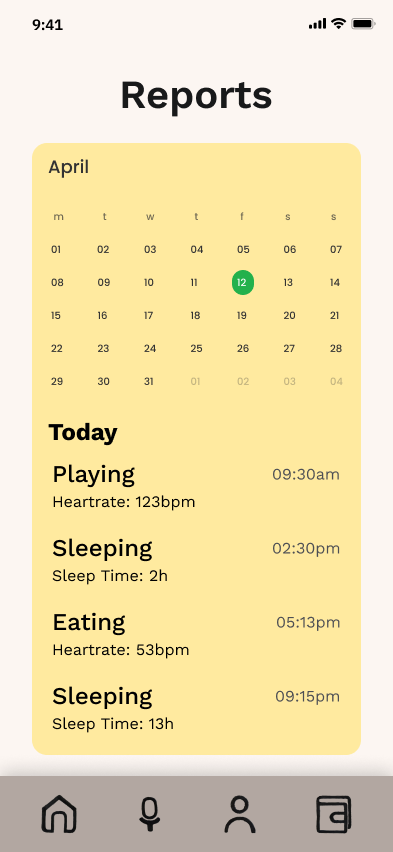 9:41
Reports
April
m t w t f s s
01 02 03 04 05 06 07
08 09 10 11 12 13 14
15 16 17 18 19 20 21
22 23 24 25 26 27 28
29 30 31 01 02 03 04
Today
Playing 09:30am
Heartrate: 123bpm
Sleeping 02:30pm
Sleep Time: 2h
Eating 05:13pm
Heartrate: 53bpm
Sleeping 09:15pm
Sleep Time: 13h